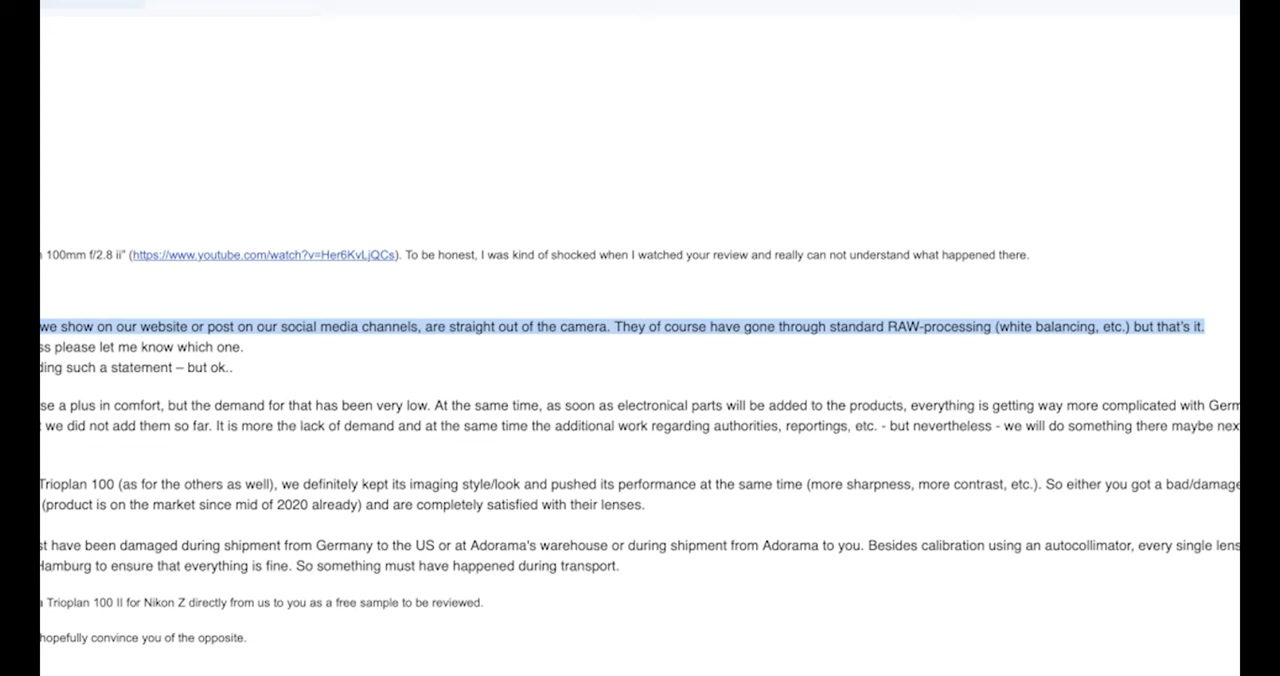 100mm f/2.8 ii” (https://www.youtube.com/watch?v=Her6KvLjQCs). To be honest, I was kind of shocked when I watched your review and really can not understand what happened there.
we show on our website or post on our social media channels, are straight out of the camera. They of course have gone through standard RAW-processing (white balancing, etc.) but that's it.
ss please let me know which one.
ding such a statement – but ok..
se a plus in comfort, but the demand for that has been very low. At the same time, as soon as electronical parts will be added to the products, everything is getting way more complicated with Germ
we did not add them so far. It is more the lack of demand and at the same time the additional work regarding authorities, reportings, etc. - but nevertheless - we will do something there maybe nex
Trioplan 100 (as for the others as well), we definitely kept its imaging style/look and pushed its performance at the same time (more sharpness, more contrast, etc.). So either you got a bad/damage
(product is on the market since mid of 2020 already) and are completely satisfied with their lenses.
st have been damaged during shipment from Germany to the US or at Adorama's warehouse or during shipment from Adorama to you. Besides calibration using an autocollimator, every single lens
Hamburg to ensure that everything is fine. So something must have happened during transport.
Trioplan 100 II for Nikon Z directly from us to you as a free sample to be reviewed.
hopefully convince you of the opposite.